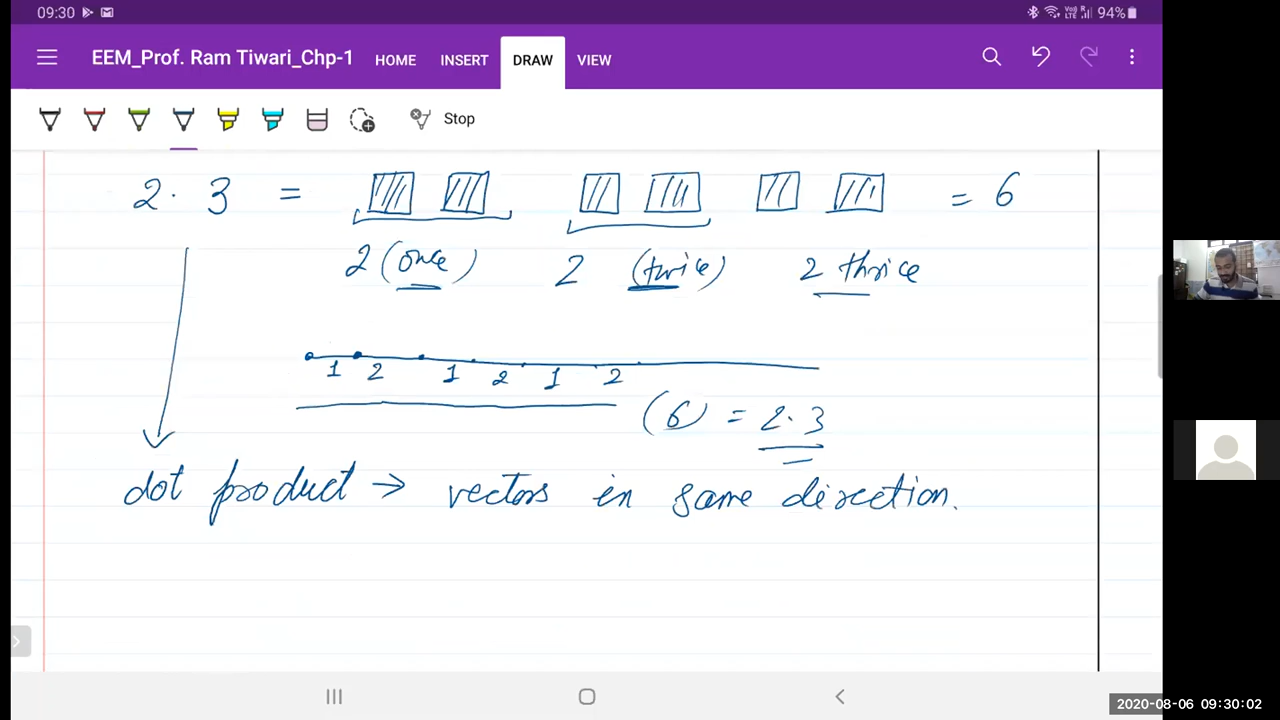 09:30 94%
EEM_Prof. Ram Tiwari_Chp-1 HOME INSERT DRAW VIEW
Stop
2 · 3 = = 6
2 (once) 2 (twice) 2 thrice
1 2 1 2 1 2
(6) = 2·3
dot product → vectors in same direction.
2020-08-06 09:30:02